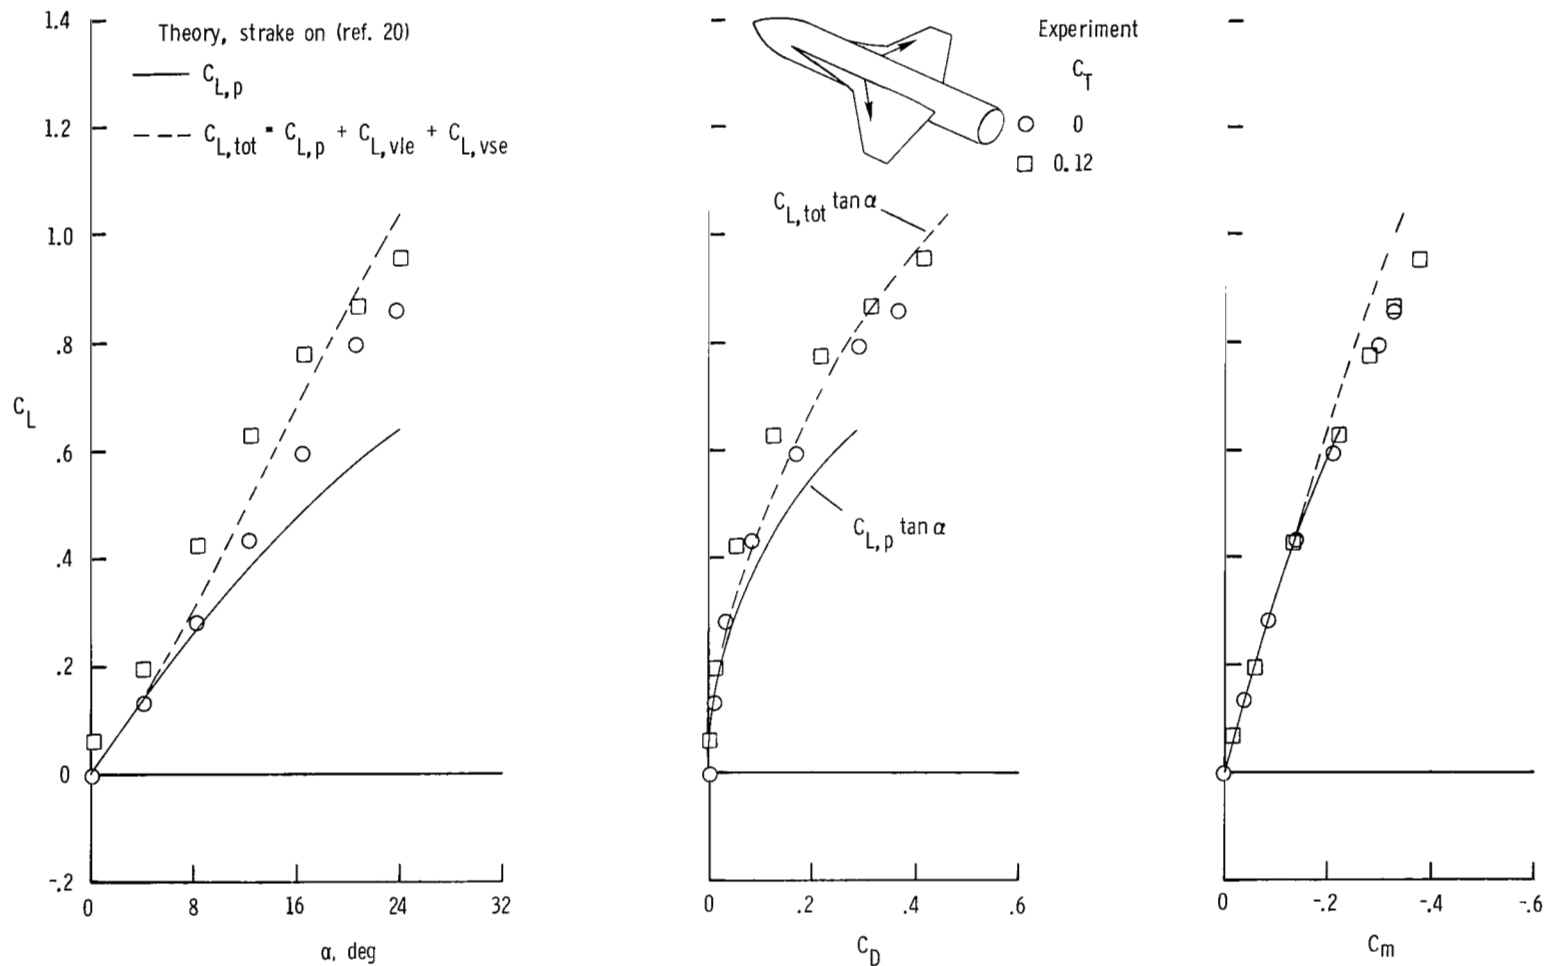 Theory, strake on (ref. 20)
C_L,p
C_L,tot = C_L,p + C_L,vle + C_L,vse
Experiment
C_T
0
0.12
C_L,tot tan α
C_L,p tan α
C_L
1.4
1.2
1.0
.8
.6
.4
.2
0
-.2
0 8 16 24 32
α, deg
0 .2 .4 .6
C_D
0 -.2 -.4 -.6
C_m